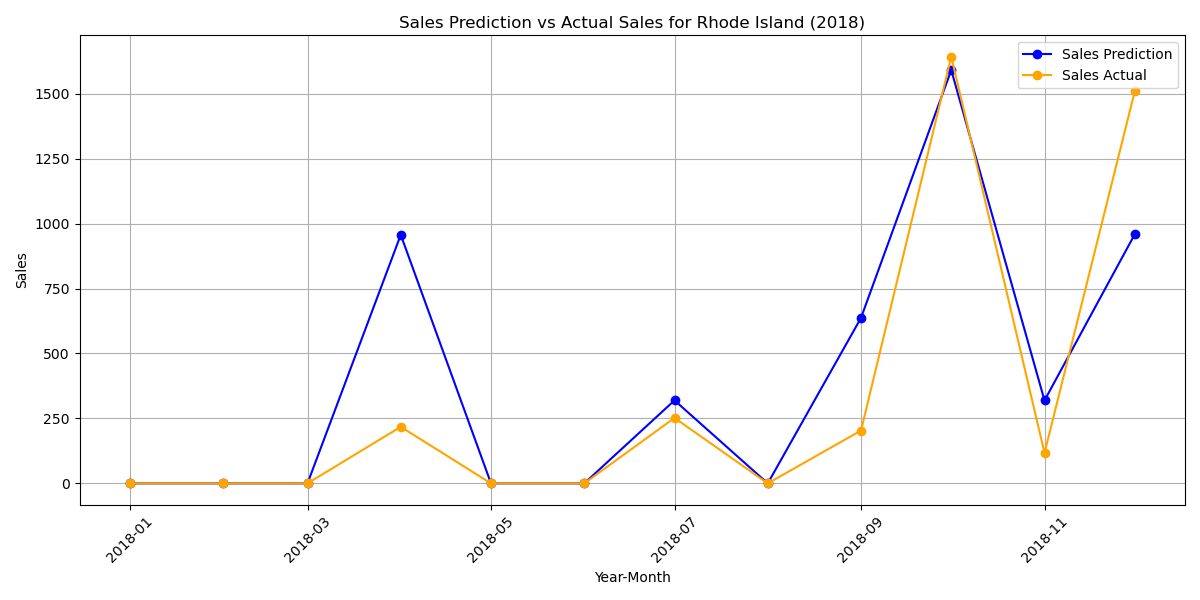 Sales Prediction vs Actual Sales for Rhode Island (2018)
Sales Prediction
Sales Actual
Sales
1500
1250
1000
750
500
250
0
2018-01
2018-03
2018-05
2018-07
2018-09
2018-11
Year-Month